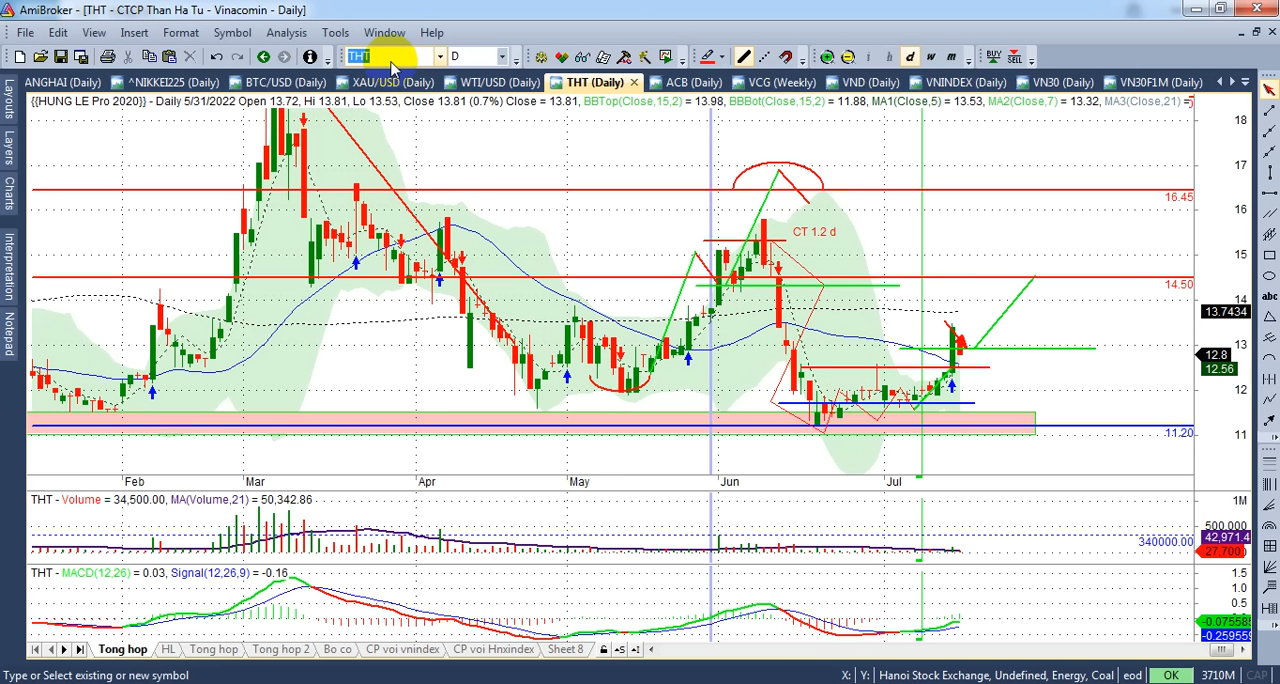 AmiBroker - [THT - CTCP Than Ha Tu - Vinacomin - Daily]
File Edit View Insert Format Symbol Analysis Tools Window Help
THT D d w m BUY SELL
ANGHAI (Daily) ^NIKKEI225 (Daily) BTC/USD (Daily) XAU/USD (Daily) WTI/USD (Daily) THT (Daily) ACB (Daily) VCG (Weekly) VND (Daily) VNINDEX (Daily) VN30 (Daily) VN30F1M (Daily)
{{HUNG LE Pro 2020}} - Daily 5/31/2022 Open 13.72, Hi 13.81, Lo 13.53, Close 13.81 (0.7%) Close = 13.81, BBTop(Close,15,2) = 13.98, BBBot(Close,15,2) = 11.88, MA1(Close,5) = 13.53, MA2(Close,7) = 13.32, MA3(Close,21) =
Layouts
Layers
Charts
Interpretation
Notepad
abc
18
17
16.45
16
CT 1.2 d
15
14.50
14
13.7434
13
12.8
12.56
12
11.20
11
Feb Mar Apr May Jun Jul
THT - Volume = 34,500.00, MA(Volume,21) = 50,342.86
1M
500,000
340000.00
42,971.4
27,700
THT - MACD(12,26) = 0.03, Signal(12,26,9) = -0.16
1.5
1.0
0.5
-0.075585
-0.259559
Tong hop HL Tong hop Tong hop 2 Bo co CP voi vnindex CP voi Hnxindex Sheet 8
Type or Select existing or new symbol X: Y: Hanoi Stock Exchange, Undefined, Energy, Coal eod OK 3710M CAP